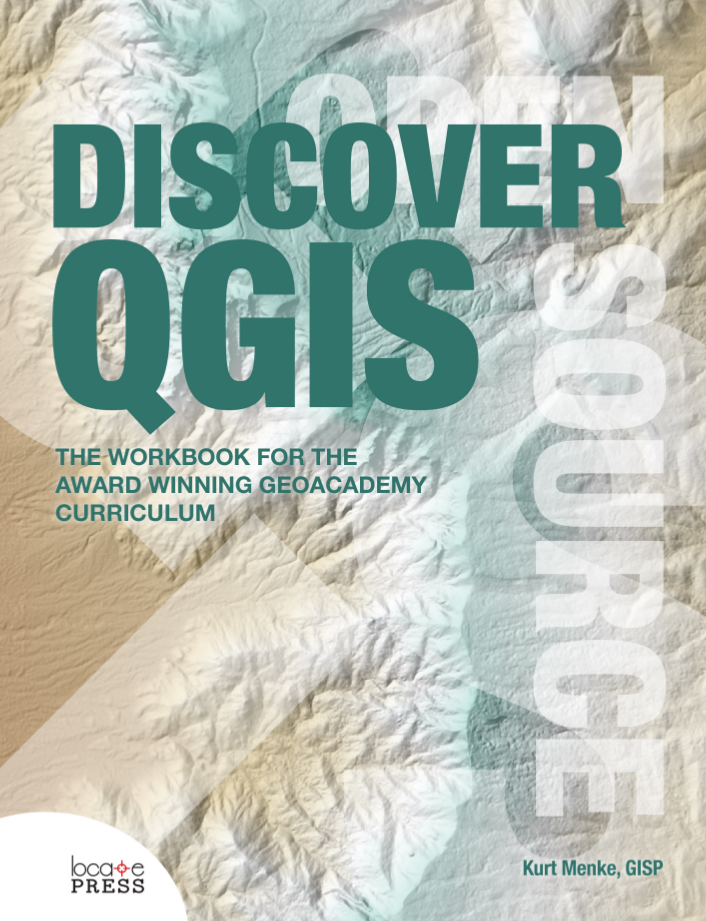 OPEN
DISCOVER
QGIS
SOURCE
THE WORKBOOK FOR THE
AWARD WINNING GEOACADEMY
CURRICULUM
locate
PRESS
Kurt Menke, GISP